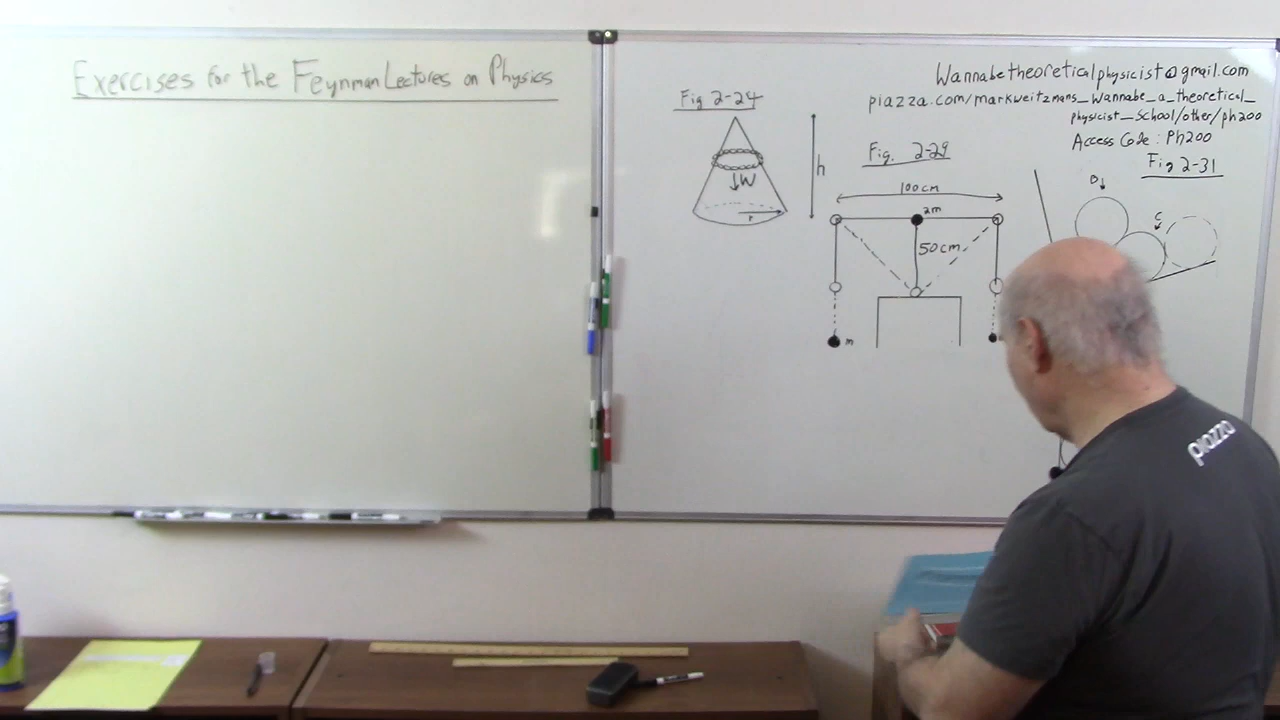 Exercises for the Feynman Lectures on Physics
Wannabetheoreticalphysicist@gmail.com
piazza.com/markweitzmans_wannabe_a_theoretical_
physicist_school/other/ph200
Access Code: Ph200
Fig 2-24
h
W
r
Fig. 2-29
100cm
2m
50cm
m
Fig 2-31
B
C
piazza